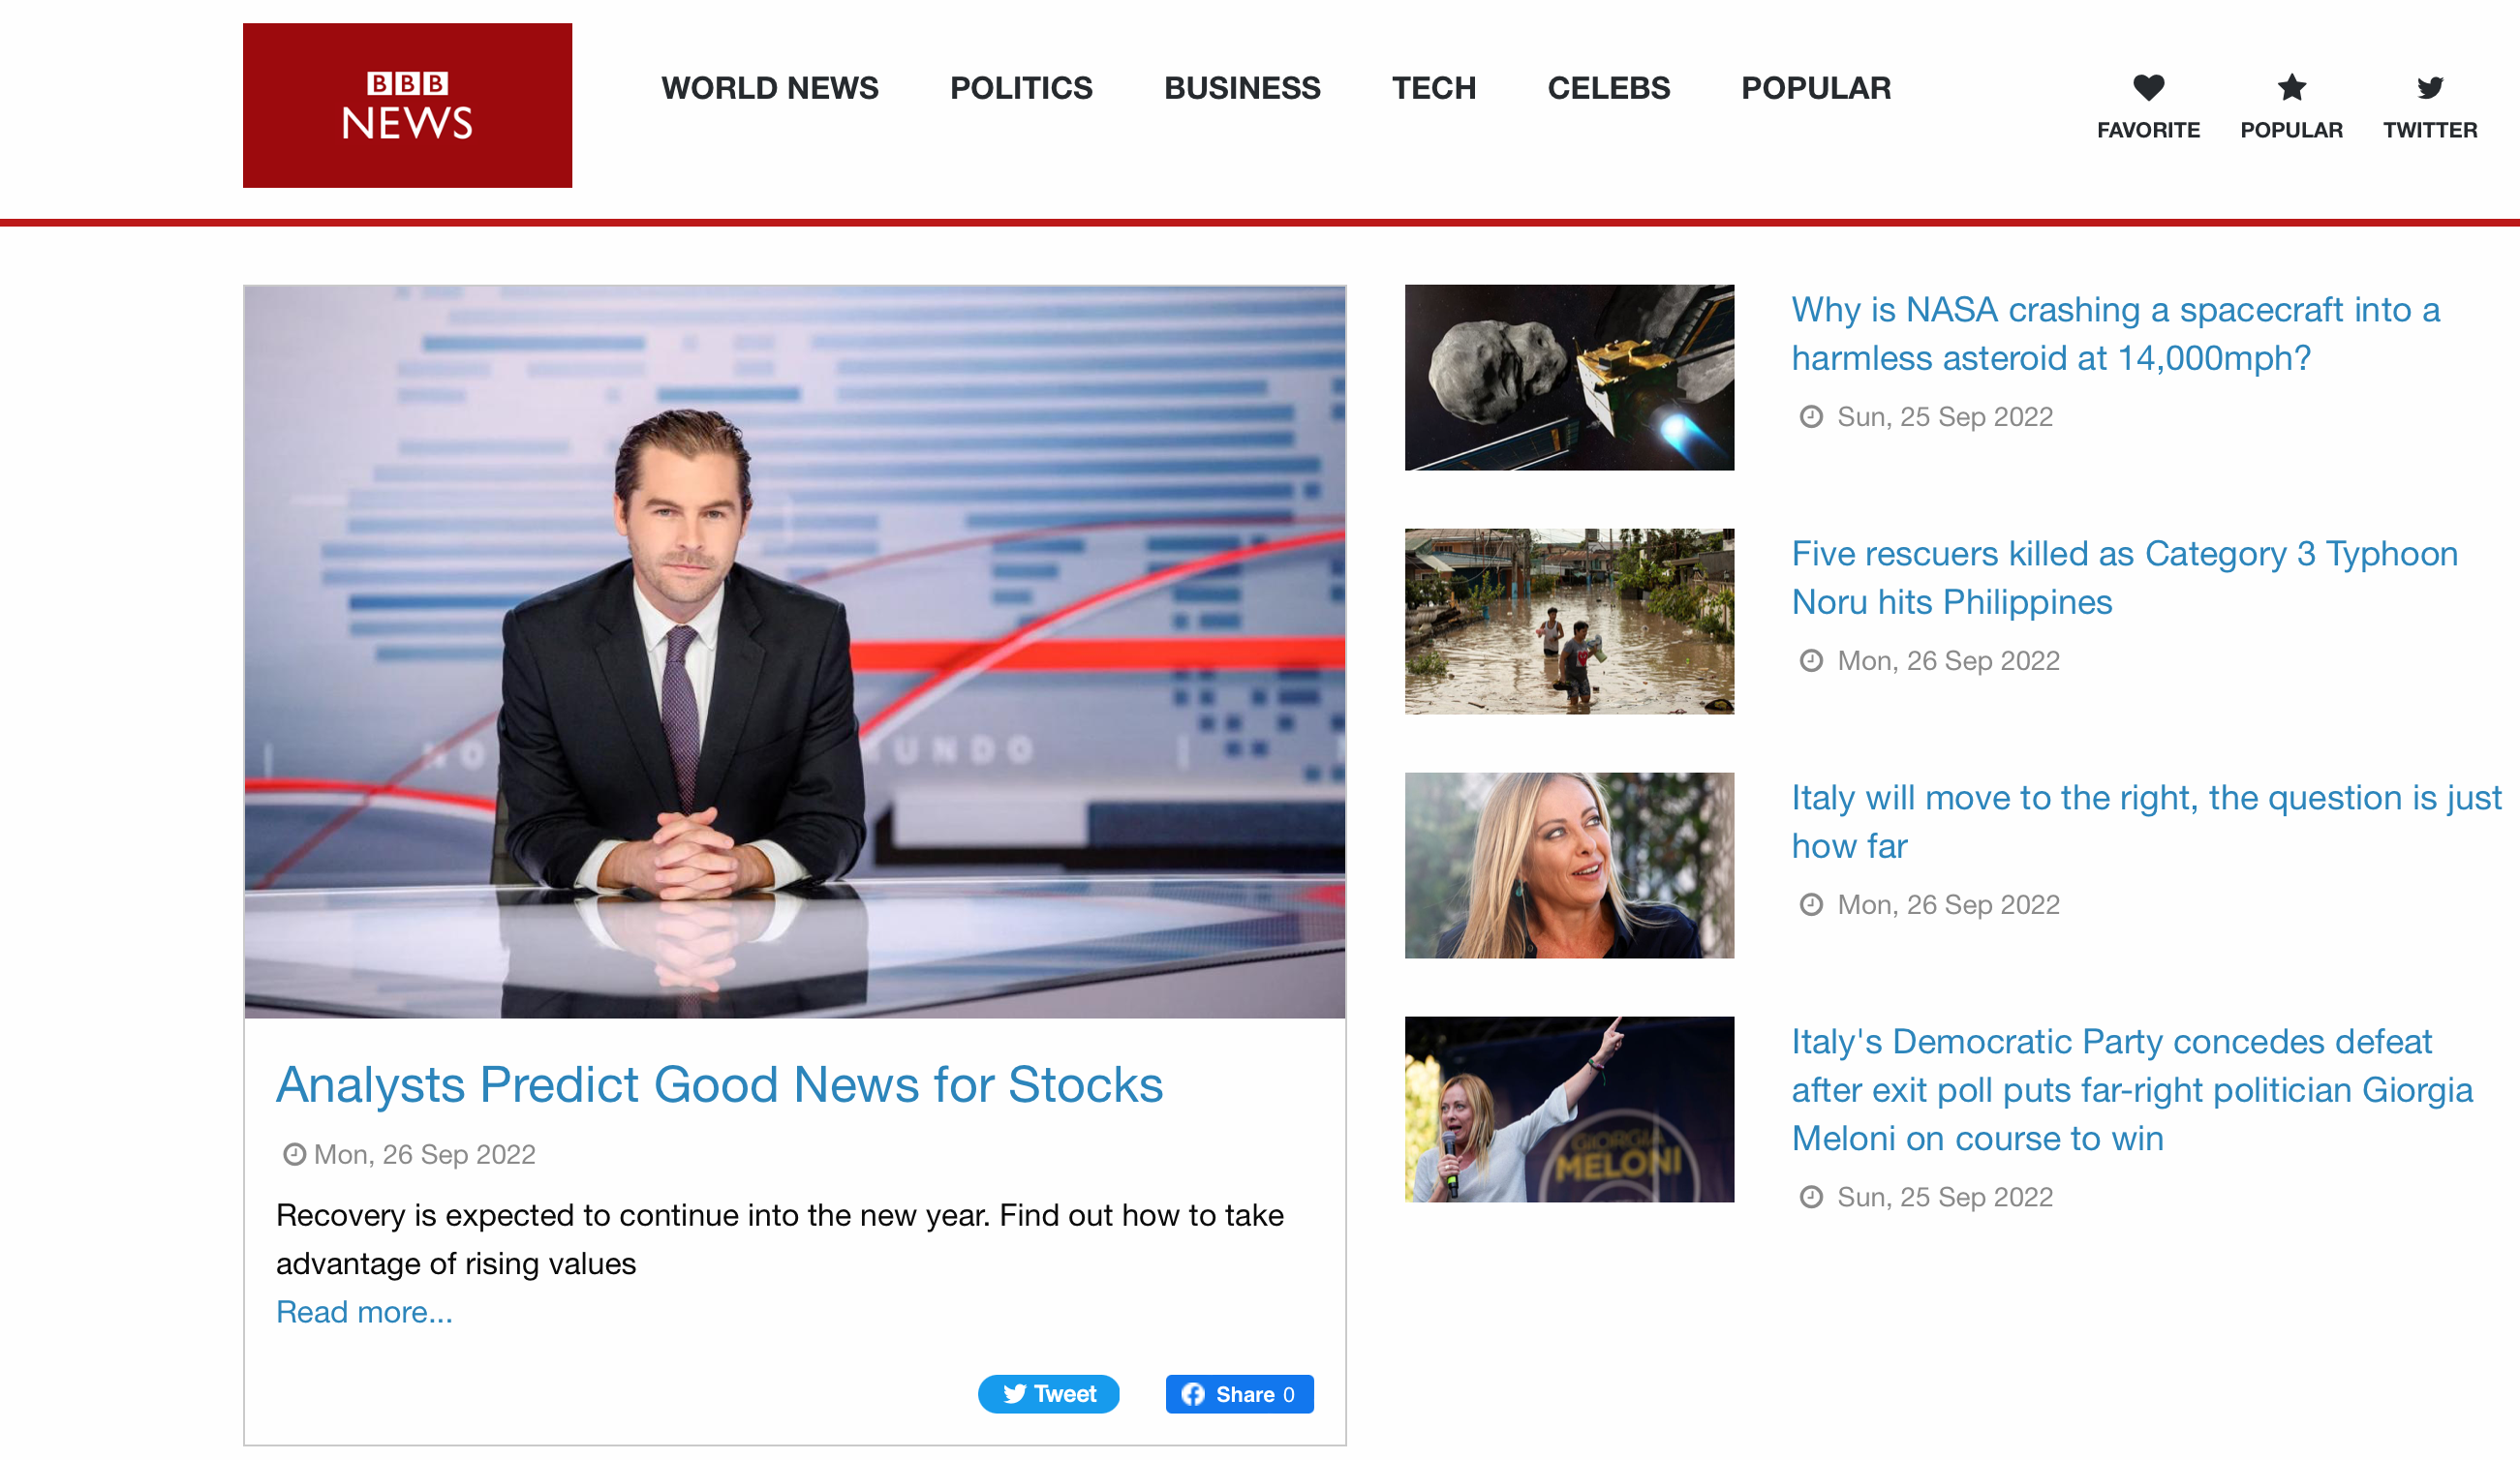 BBB
NEWS
WORLD NEWS
POLITICS
BUSINESS
TECH
CELEBS
POPULAR
FAVORITE
POPULAR
TWITTER
NO
UNDO
Analysts Predict Good News for Stocks
Mon, 26 Sep 2022
Recovery is expected to continue into the new year. Find out how to take
advantage of rising values
Read more...
Tweet
Share 0
Why is NASA crashing a spacecraft into a
harmless asteroid at 14,000mph?
Sun, 25 Sep 2022
Five rescuers killed as Category 3 Typhoon
Noru hits Philippines
Mon, 26 Sep 2022
Italy will move to the right, the question is just
how far
Mon, 26 Sep 2022
GIORGIA
MELONI
Italy's Democratic Party concedes defeat
after exit poll puts far-right politician Giorgia
Meloni on course to win
Sun, 25 Sep 2022